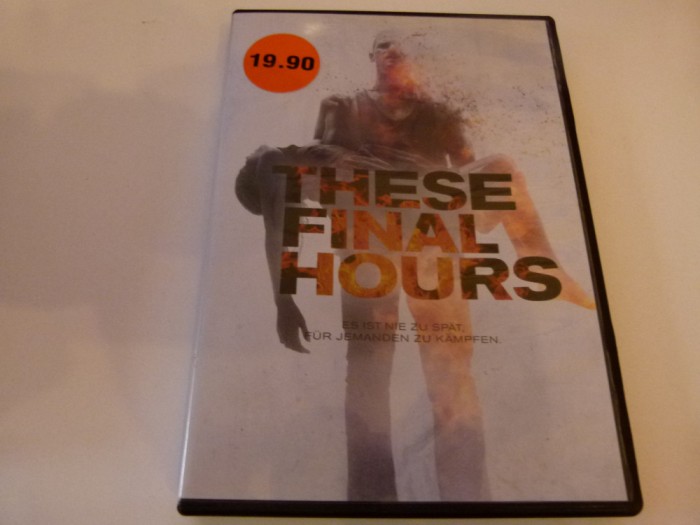 19.90
THESE
FINAL
HOURS
ES IST NIE ZU SPÄT,
FÜR JEMANDEN ZU KÄMPFEN.